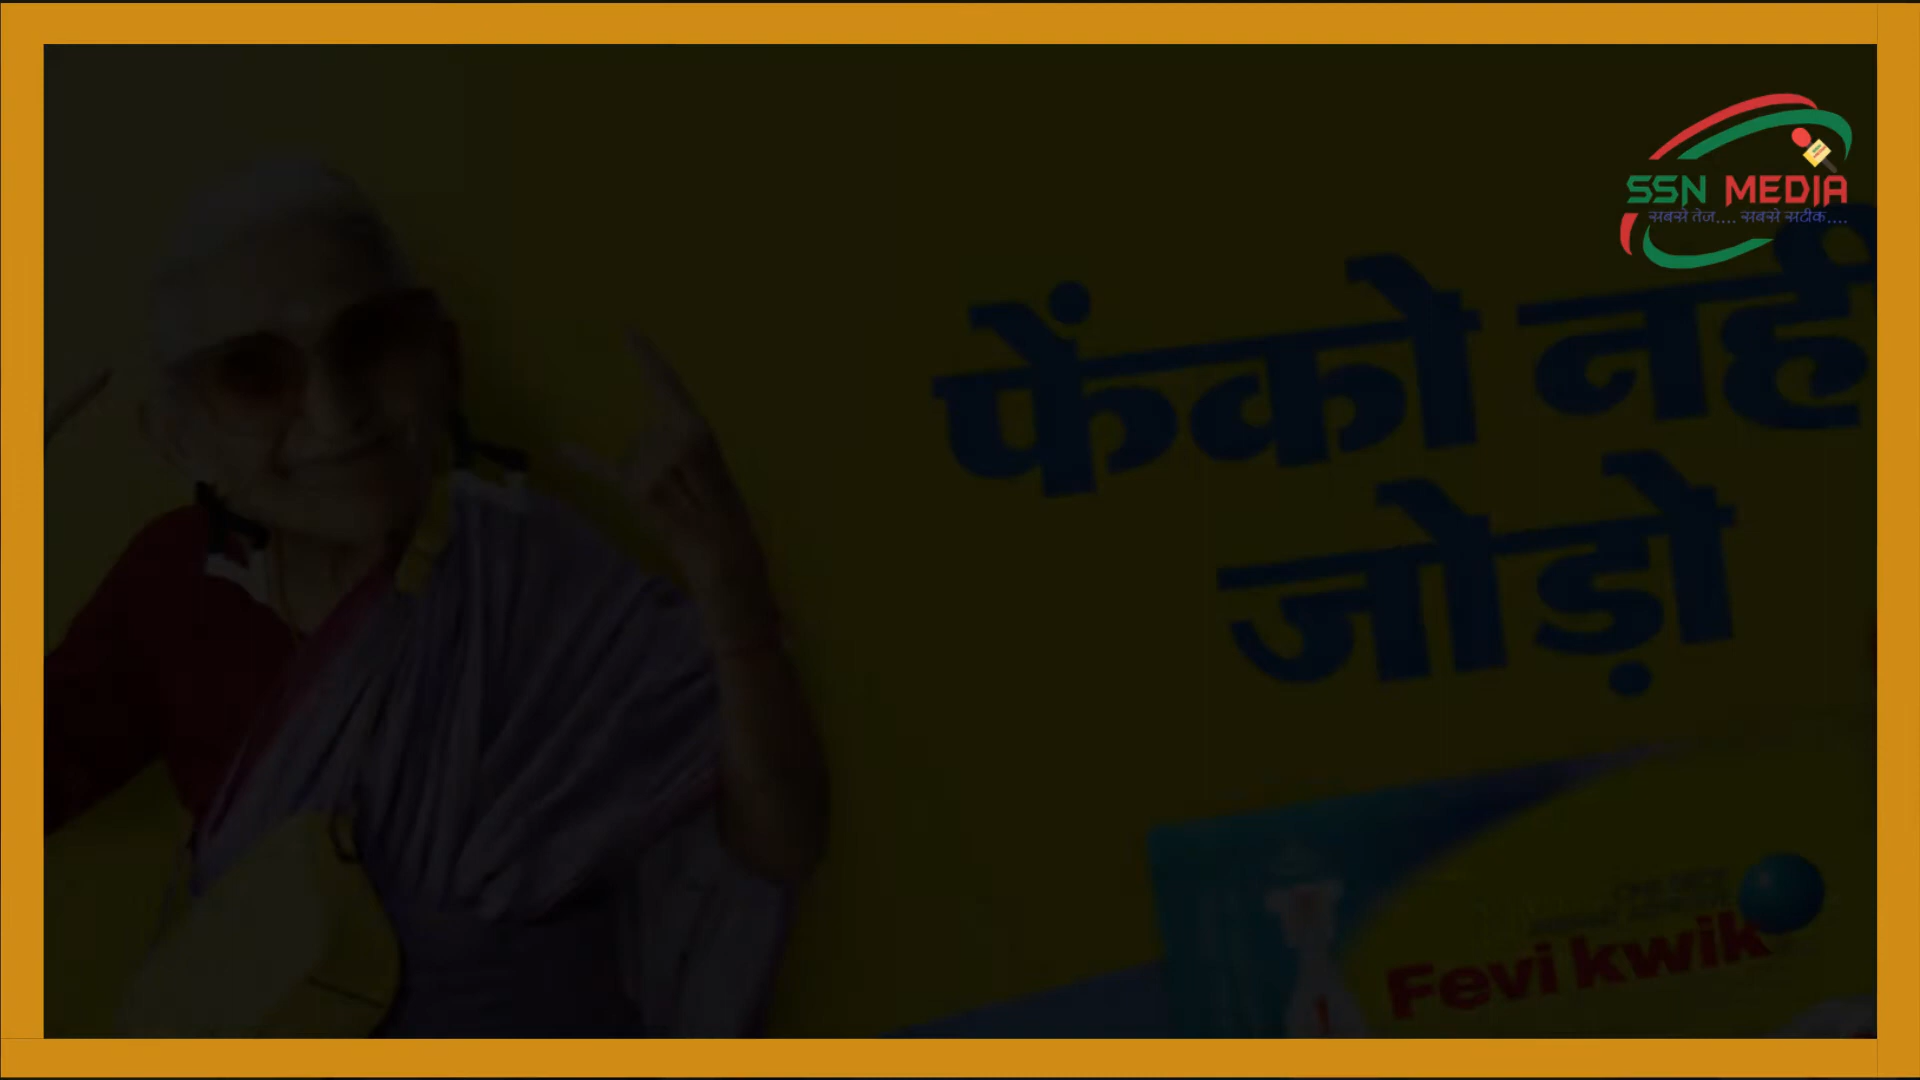 SSN MEDIA
सबसे तेज.... सबसे सटीक....
फेंको नहीं
जोड़ो
Fevi kwik